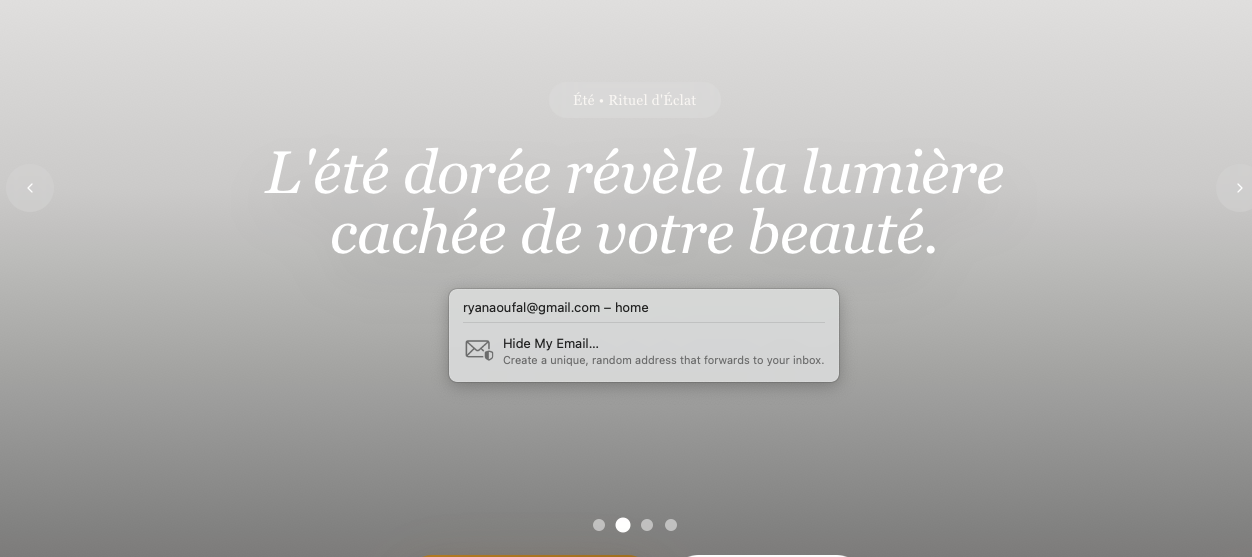 Été • Rituel d'Éclat
L'été dorée révèle la lumière
cachée de votre beauté.
ryanaoufal@gmail.com – home
Hide My Email...
Create a unique, random address that forwards to your inbox.